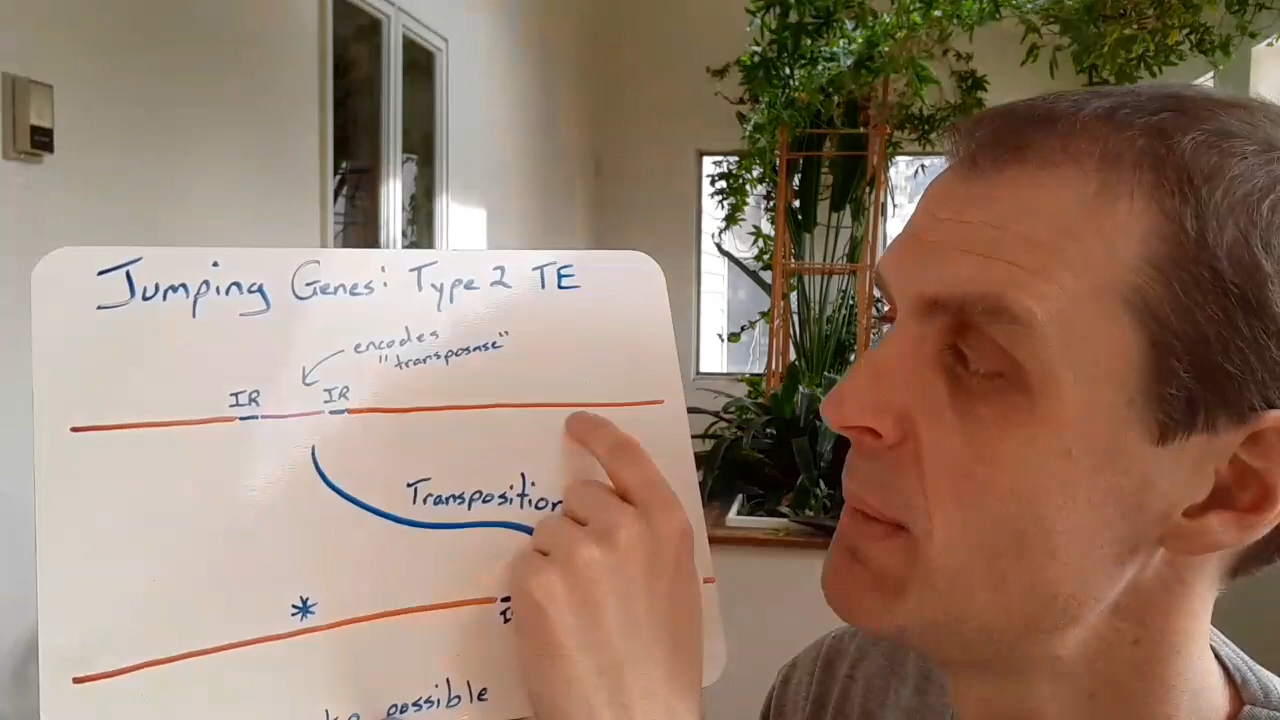 Jumping Genes: Type 2 TE
encodes
"transposase"
IR IR
Transposition
*
possible